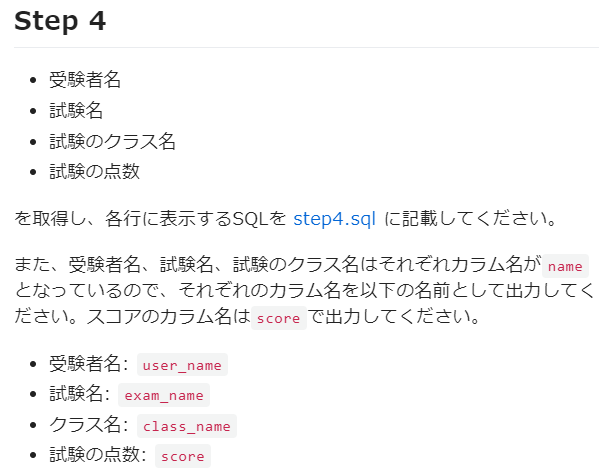 Step 4
受験者名
試験名
試験のクラス名
試験の点数
を取得し、各行に表示するSQLを step4.sql に記載してください。
また、受験者名、試験名、試験のクラス名はそれぞれカラム名が name
となっているので、それぞれのカラム名を以下の名前として出力してく
ださい。スコアのカラム名は score で出力してください。
受験者名: user_name
試験名: exam_name
クラス名: class_name
試験の点数: score